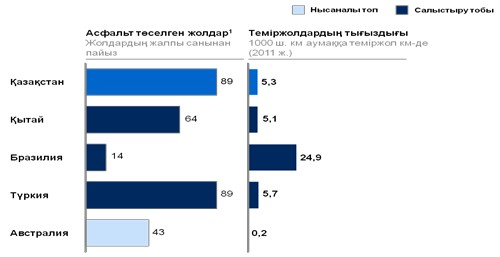 Нысаналы топ Салыстыру тобы
Асфальт төселген жолдар¹ Теміржолдардың тығыздығы
Жолдардың жалпы санынан 1000 ш. км аумаққа теміржол км-де
пайыз (2011 ж.)
Қазақстан 89 5,3
Қытай 64 5,1
Бразилия 14 24,9
Түркия 89 5,7
Австралия 43 0,2